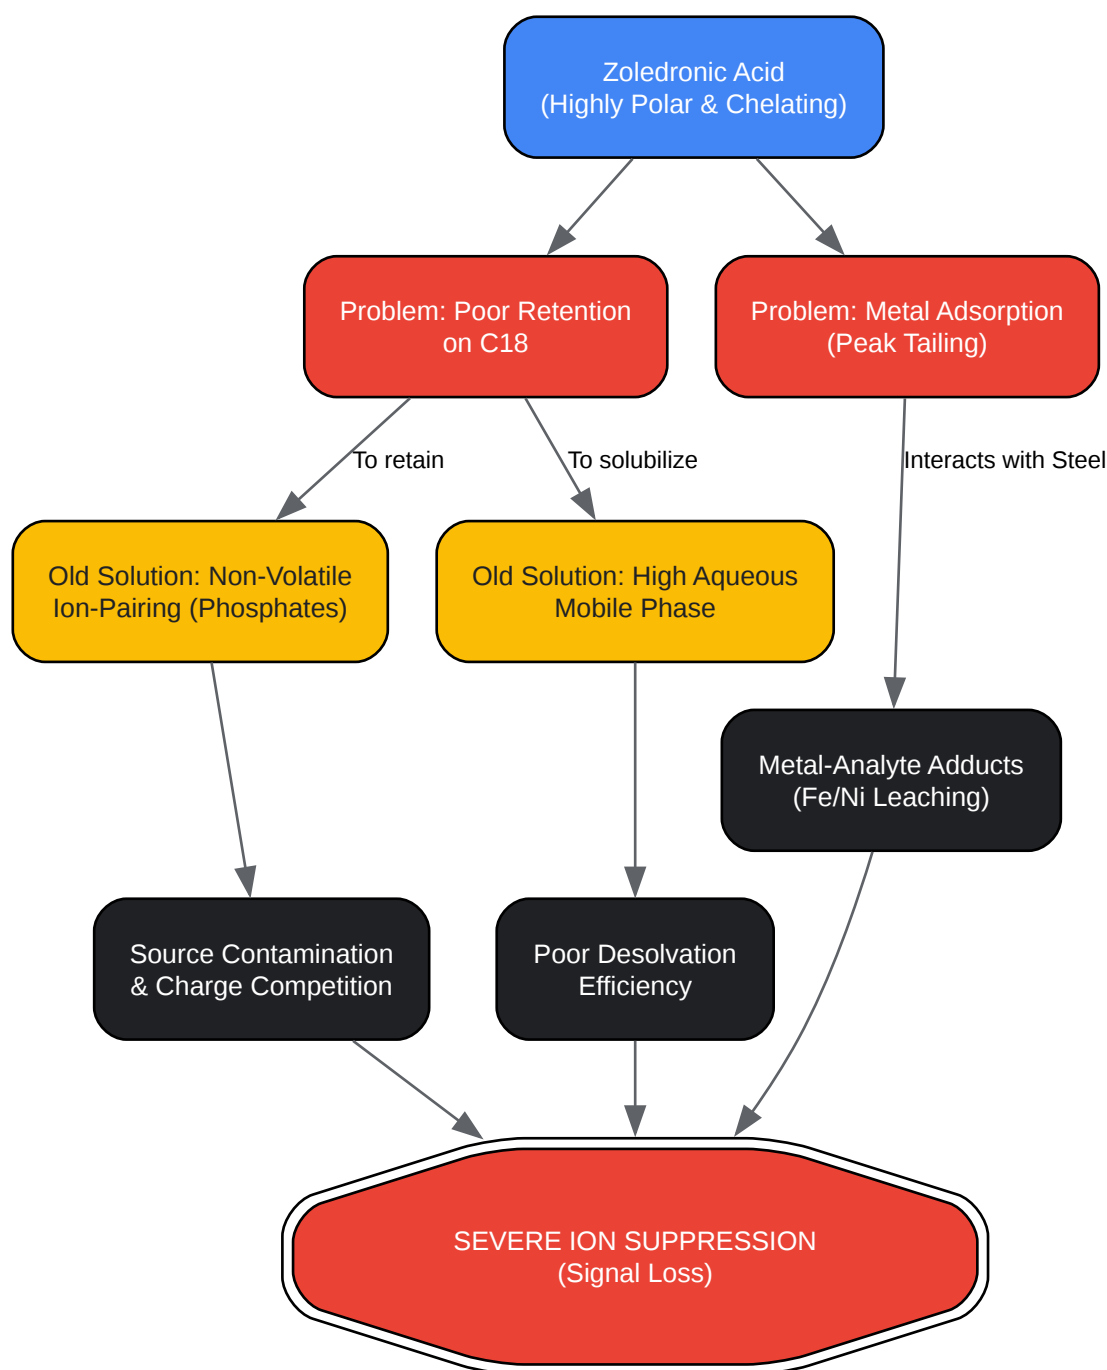 Zoledronic Acid
(Highly Polar & Chelating)
Problem: Poor Retention
on C18
Problem: Metal Adsorption
(Peak Tailing)
To retain
To solubilize
Interacts with Steel
Old Solution: Non-Volatile
Ion-Pairing (Phosphates)
Old Solution: High Aqueous
Mobile Phase
Metal-Analyte Adducts
(Fe/Ni Leaching)
Source Contamination
& Charge Competition
Poor Desolvation
Efficiency
SEVERE ION SUPPRESSION
(Signal Loss)